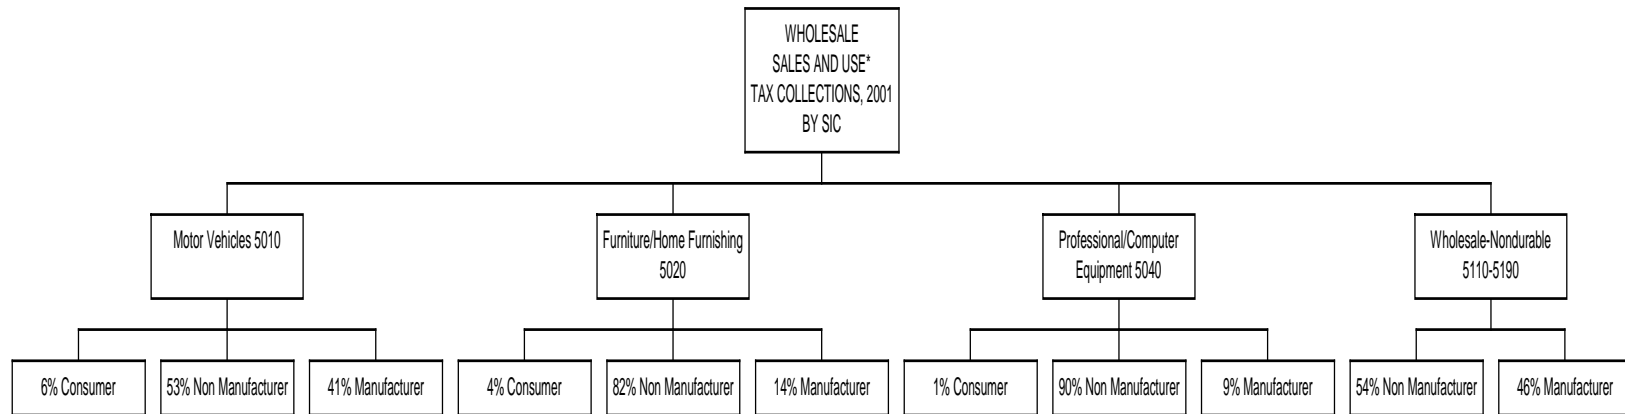 WHOLESALE
SALES AND USE*
TAX COLLECTIONS, 2001
BY SIC
Motor Vehicles 5010
Furniture/Home Furnishing
5020
Professional/Computer
Equipment 5040
Wholesale-Nondurable
5110-5190
6% Consumer
53% Non Manufacturer
41% Manufacturer
4% Consumer
82% Non Manufacturer
14% Manufacturer
1% Consumer
90% Non Manufacturer
9% Manufacturer
54% Non Manufacturer
46% Manufacturer